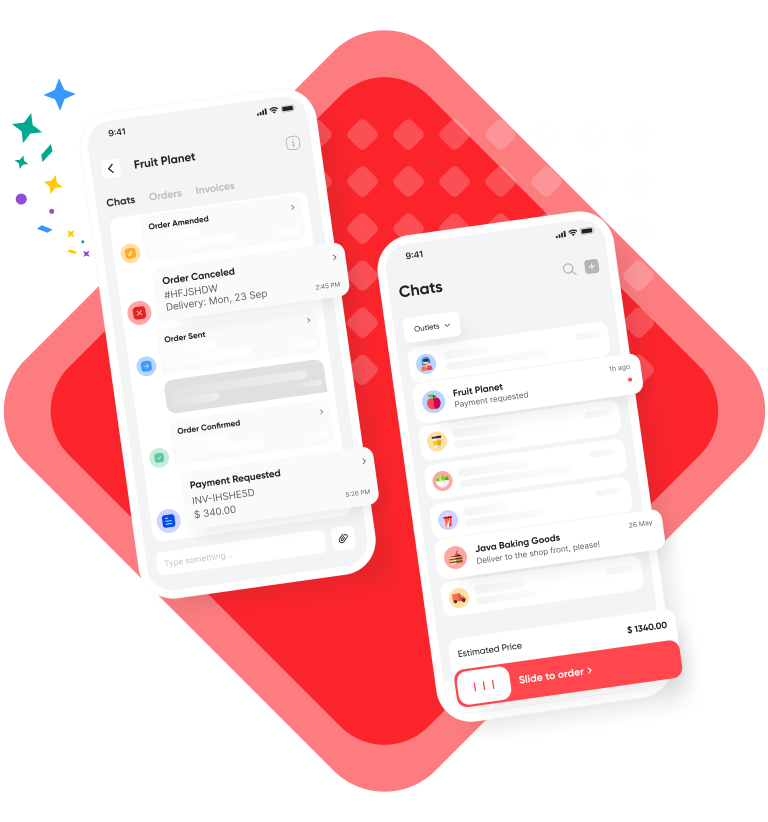 9:41
Fruit Planet
Chats Orders Invoices
Order Amended
Order Canceled
#HFJSHDW
Delivery: Mon, 23 Sep
2:45 PM
Order Sent
Order Confirmed
Payment Requested
INV-IHSHE5D
$ 340.00
5:26 PM
Type something...
9:41
Chats
Outlets
Fruit Planet
1h ago
Payment requested
Java Baking Goods
26 May
Deliver to the shop front, please!
Estimated Price
$ 1340.00
Slide to order >